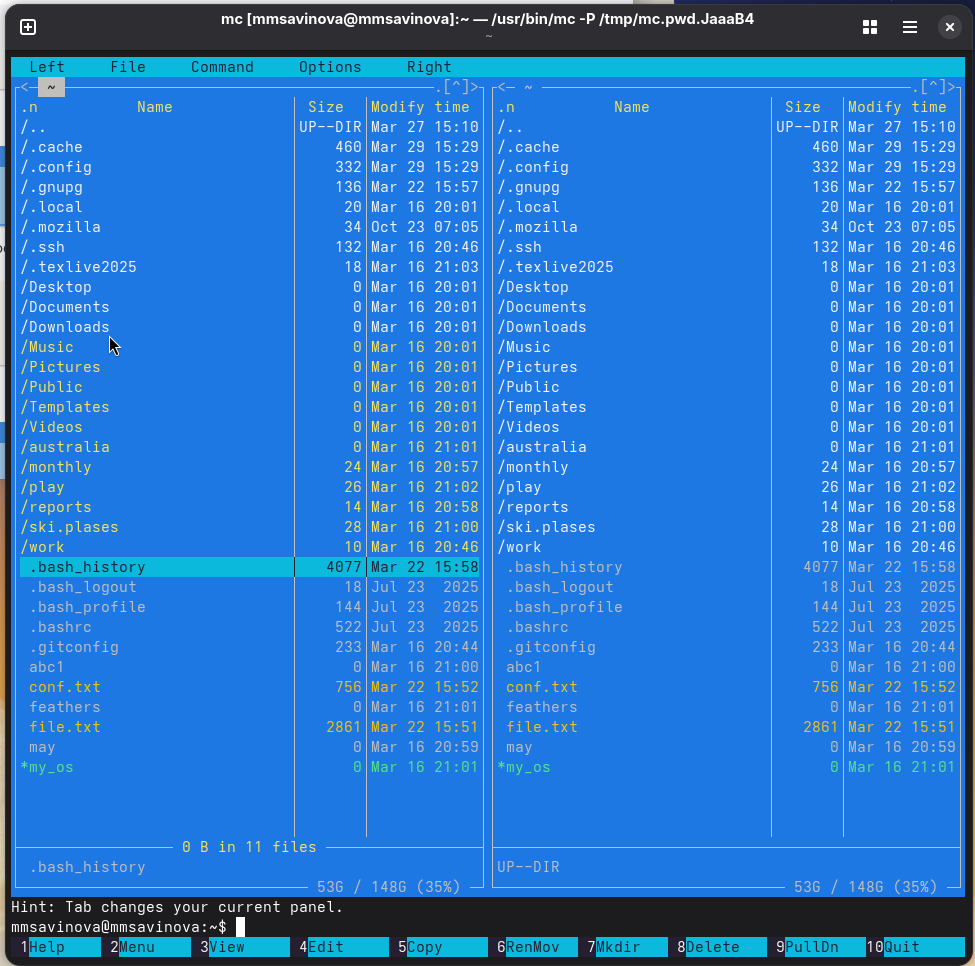 mc [mmsavinova@mmsavinova]:~ — /usr/bin/mc -P /tmp/mc.pwd.JaaaB4
~
Left File Command Options Right
<─ ~ .[^]> <─ ~ .[^]>
.n Name Size Modify time .n Name Size Modify time
/.. UP--DIR Mar 27 15:10 /.. UP--DIR Mar 27 15:10
/.cache 460 Mar 29 15:29 /.cache 460 Mar 29 15:29
/.config 332 Mar 29 15:29 /.config 332 Mar 29 15:29
/.gnupg 136 Mar 22 15:57 /.gnupg 136 Mar 22 15:57
/.local 20 Mar 16 20:01 /.local 20 Mar 16 20:01
/.mozilla 34 Oct 23 07:05 /.mozilla 34 Oct 23 07:05
/.ssh 132 Mar 16 20:46 /.ssh 132 Mar 16 20:46
/.texlive2025 18 Mar 16 21:03 /.texlive2025 18 Mar 16 21:03
/Desktop 0 Mar 16 20:01 /Desktop 0 Mar 16 20:01
/Documents 0 Mar 16 20:01 /Documents 0 Mar 16 20:01
/Downloads 0 Mar 16 20:01 /Downloads 0 Mar 16 20:01
/Music 0 Mar 16 20:01 /Music 0 Mar 16 20:01
/Pictures 0 Mar 16 20:01 /Pictures 0 Mar 16 20:01
/Public 0 Mar 16 20:01 /Public 0 Mar 16 20:01
/Templates 0 Mar 16 20:01 /Templates 0 Mar 16 20:01
/Videos 0 Mar 16 20:01 /Videos 0 Mar 16 20:01
/australia 0 Mar 16 21:01 /australia 0 Mar 16 21:01
/monthly 24 Mar 16 20:57 /monthly 24 Mar 16 20:57
/play 26 Mar 16 21:02 /play 26 Mar 16 21:02
/reports 14 Mar 16 20:58 /reports 14 Mar 16 20:58
/ski.plases 28 Mar 16 21:00 /ski.plases 28 Mar 16 21:00
/work 10 Mar 16 20:46 /work 10 Mar 16 20:46
.bash_history 4077 Mar 22 15:58 .bash_history 4077 Mar 22 15:58
.bash_logout 18 Jul 23 2025 .bash_logout 18 Jul 23 2025
.bash_profile 144 Jul 23 2025 .bash_profile 144 Jul 23 2025
.bashrc 522 Jul 23 2025 .bashrc 522 Jul 23 2025
.gitconfig 233 Mar 16 20:44 .gitconfig 233 Mar 16 20:44
abc1 0 Mar 16 21:00 abc1 0 Mar 16 21:00
conf.txt 756 Mar 22 15:52 conf.txt 756 Mar 22 15:52
feathers 0 Mar 16 21:01 feathers 0 Mar 16 21:01
file.txt 2861 Mar 22 15:51 file.txt 2861 Mar 22 15:51
may 0 Mar 16 20:59 may 0 Mar 16 20:59
*my_os 0 Mar 16 21:01 *my_os 0 Mar 16 21:01
0 B in 11 files
.bash_history UP--DIR
53G / 148G (35%) 53G / 148G (35%)
Hint: Tab changes your current panel.
mmsavinova@mmsavinova:~$
1Help 2Menu 3View 4Edit 5Copy 6RenMov 7Mkdir 8Delete 9PullDn 10Quit